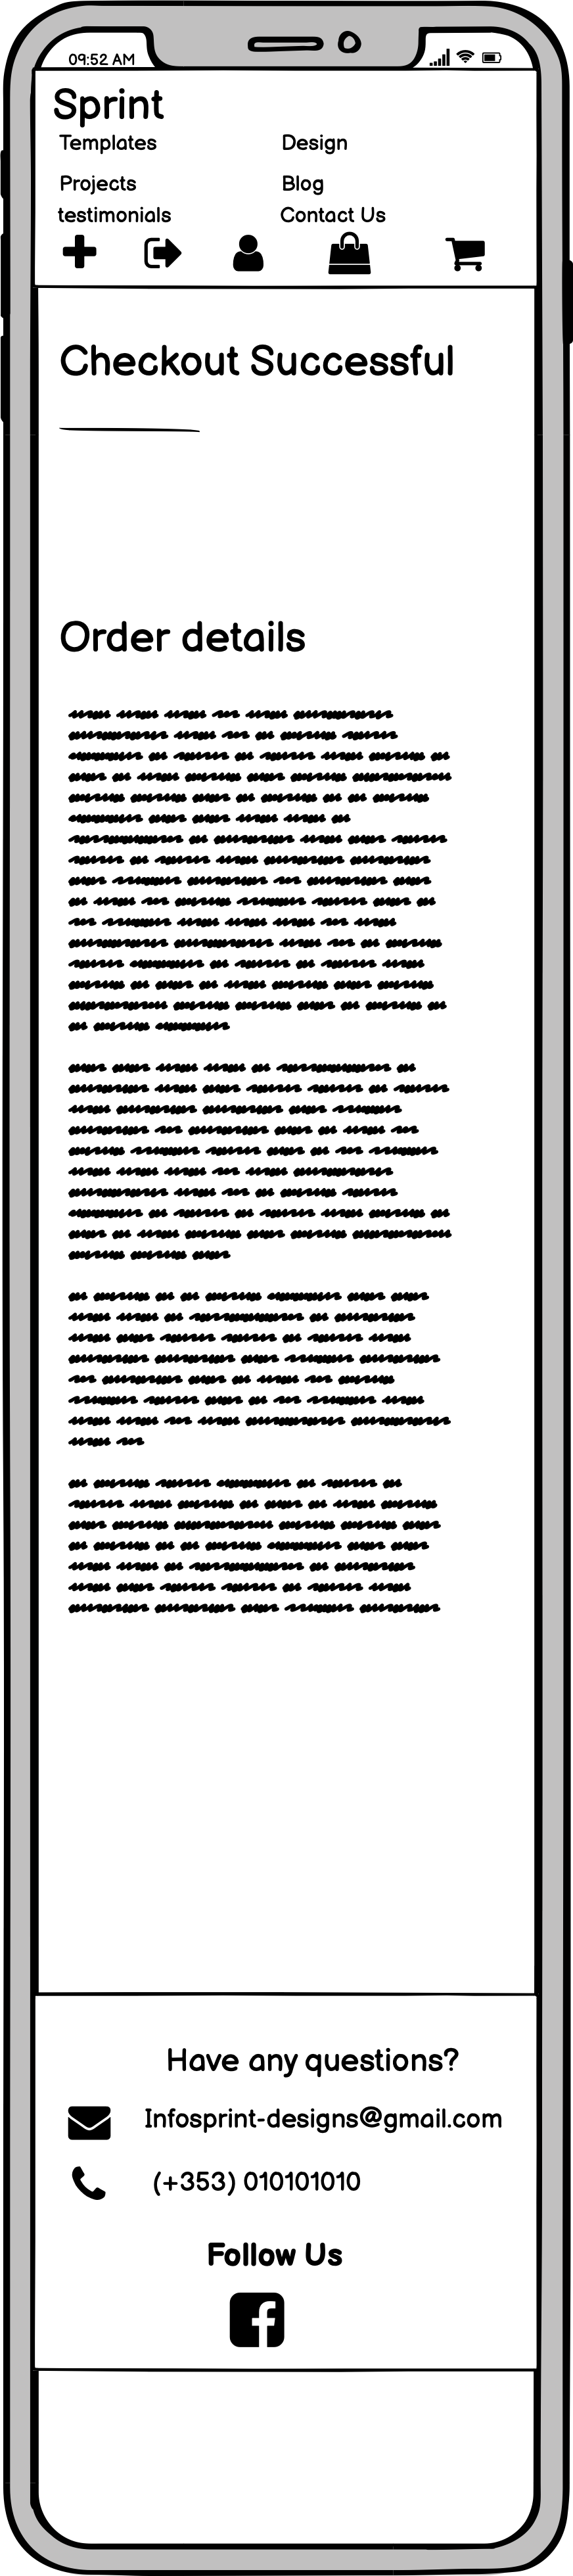 09:52 AM
Sprint
Templates Design
Projects Blog
testimonials Contact Us
Checkout Successful
Order details
Have any questions?
Infosprint-designs@gmail.com
(+353) 010101010
Follow Us